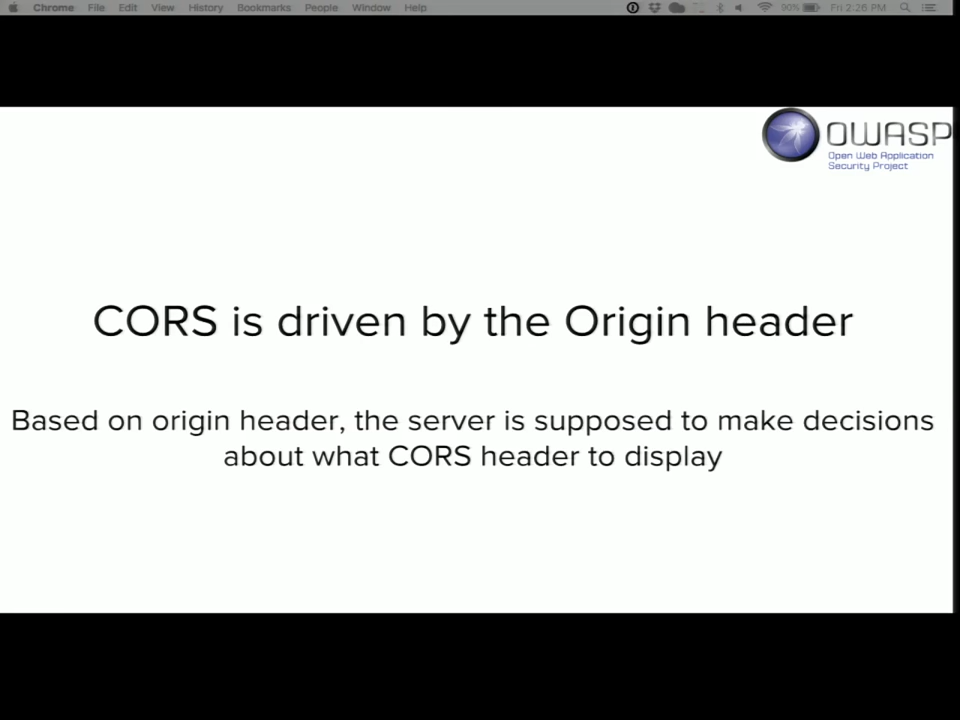 Chrome File Edit View History Bookmarks People Window Help 90% Fri 2:26 PM
OWASP
Open Web Application
Security Project
CORS is driven by the Origin header
Based on origin header, the server is supposed to make decisions
about what CORS header to display